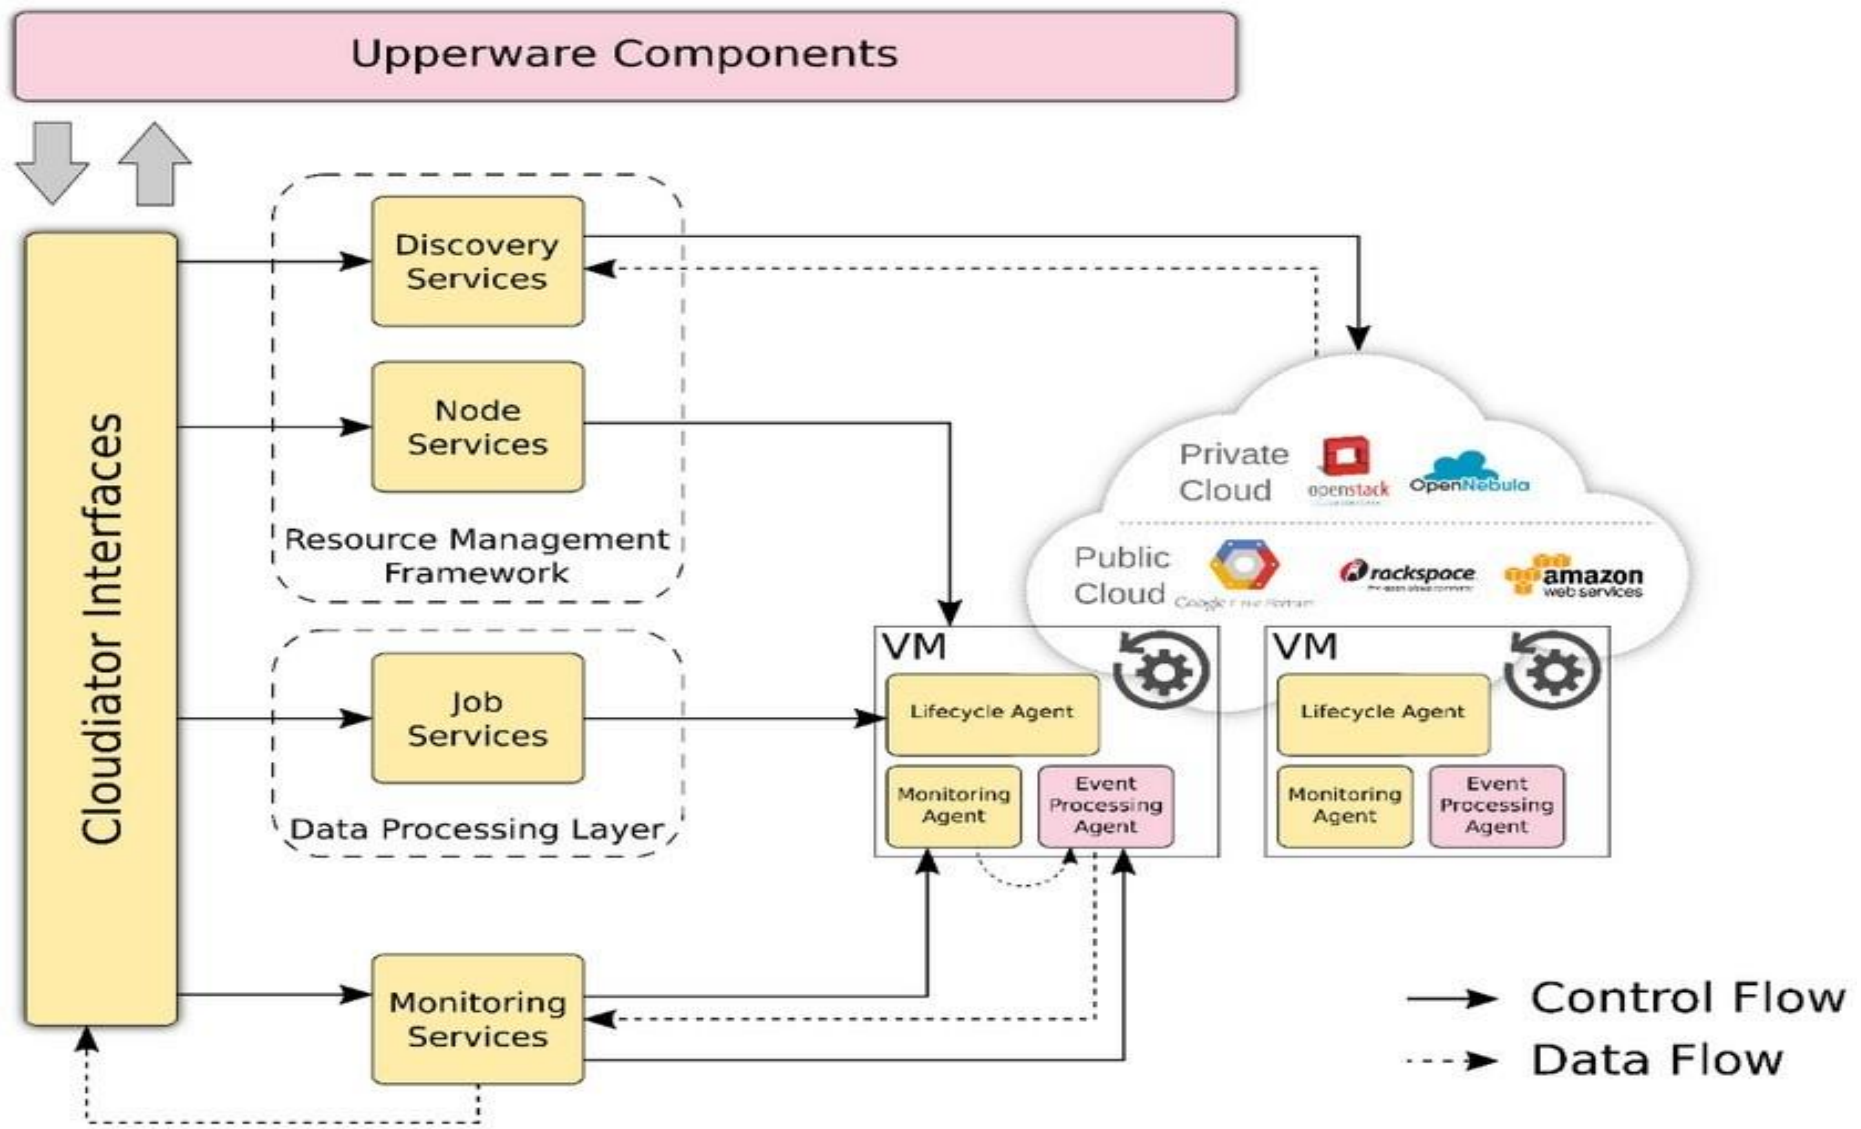 Upperware Components
Cloudiator Interfaces
Discovery
Services
Node
Services
Resource Management
Framework
Job
Services
Data Processing Layer
Monitoring
Services
Private
Cloud
openstack
OpenNebula
Public
Cloud
Google
rackspace
amazon
web services
VM
Lifecycle Agent
Monitoring
Agent
Event
Processing
Agent
VM
Lifecycle Agent
Monitoring
Agent
Event
Processing
Agent
Control Flow
Data Flow